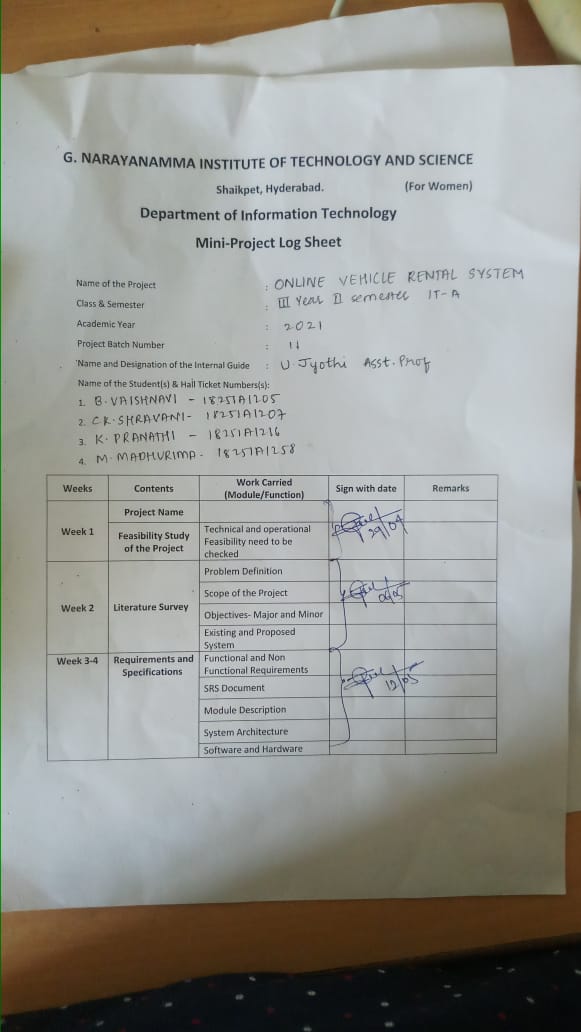 G. NARAYANAMMA INSTITUTE OF TECHNOLOGY AND SCIENCE
Shaikpet, Hyderabad. (For Women)
Department of Information Technology
Mini-Project Log Sheet
Name of the Project : ONLINE VEHICLE RENTAL SYSTEM
Class & Semester : III Year II semester IT-A
Academic Year : 2021
Project Batch Number : 11
Name and Designation of the Internal Guide : U. Jyothi Asst. Prof
Name of the Student(s) & Hall Ticket Numbers(s):
1. B. VAISHNAVI - 18251A1205
2. C.K. SHRAVANI - 18251A1207
3. K. PRANATHI - 18251A1216
4. M. MADHURIMA - 18251A1258
Weeks Contents Work Carried (Module/Function) Sign with date Remarks
Week 1
Project Name
Feasibility Study of the Project
Technical and operational
Feasibility need to be
checked
29/04
Week 2
Literature Survey
Problem Definition
Scope of the Project
Objectives- Major and Minor
Existing and Proposed
System
06/05
Week 3-4
Requirements and
Specifications
Functional and Non
Functional Requirements
SRS Document
Module Description
System Architecture
Software and Hardware
12/05